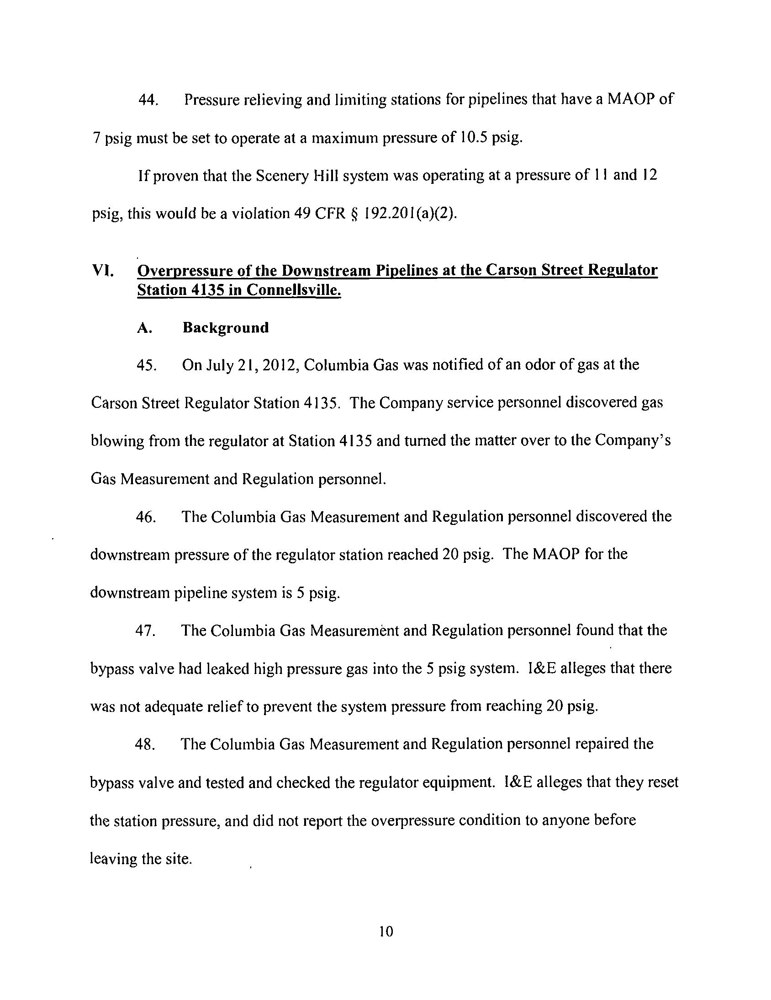 44. Pressure relieving and limiting stations for pipelines that have a MAOP of
7 psig must be set to operate at a maximum pressure of 10.5 psig.
If proven that the Scenery Hill system was operating at a pressure of 11 and 12
psig, this would be a violation 49 CFR § 192.201(a)(2).
VI. Overpressure of the Downstream Pipelines at the Carson Street Regulator
Station 4135 in Connellsville.
A. Background
45. On July 21, 2012, Columbia Gas was notified of an odor of gas at the
Carson Street Regulator Station 4135. The Company service personnel discovered gas
blowing from the regulator at Station 4135 and turned the matter over to the Company's
Gas Measurement and Regulation personnel.
46. The Columbia Gas Measurement and Regulation personnel discovered the
downstream pressure of the regulator station reached 20 psig. The MAOP for the
downstream pipeline system is 5 psig.
47. The Columbia Gas Measurement and Regulation personnel found that the
bypass valve had leaked high pressure gas into the 5 psig system. I&E alleges that there
was not adequate relief to prevent the system pressure from reaching 20 psig.
48. The Columbia Gas Measurement and Regulation personnel repaired the
bypass valve and tested and checked the regulator equipment. I&E alleges that they reset
the station pressure, and did not report the overpressure condition to anyone before
leaving the site.
10